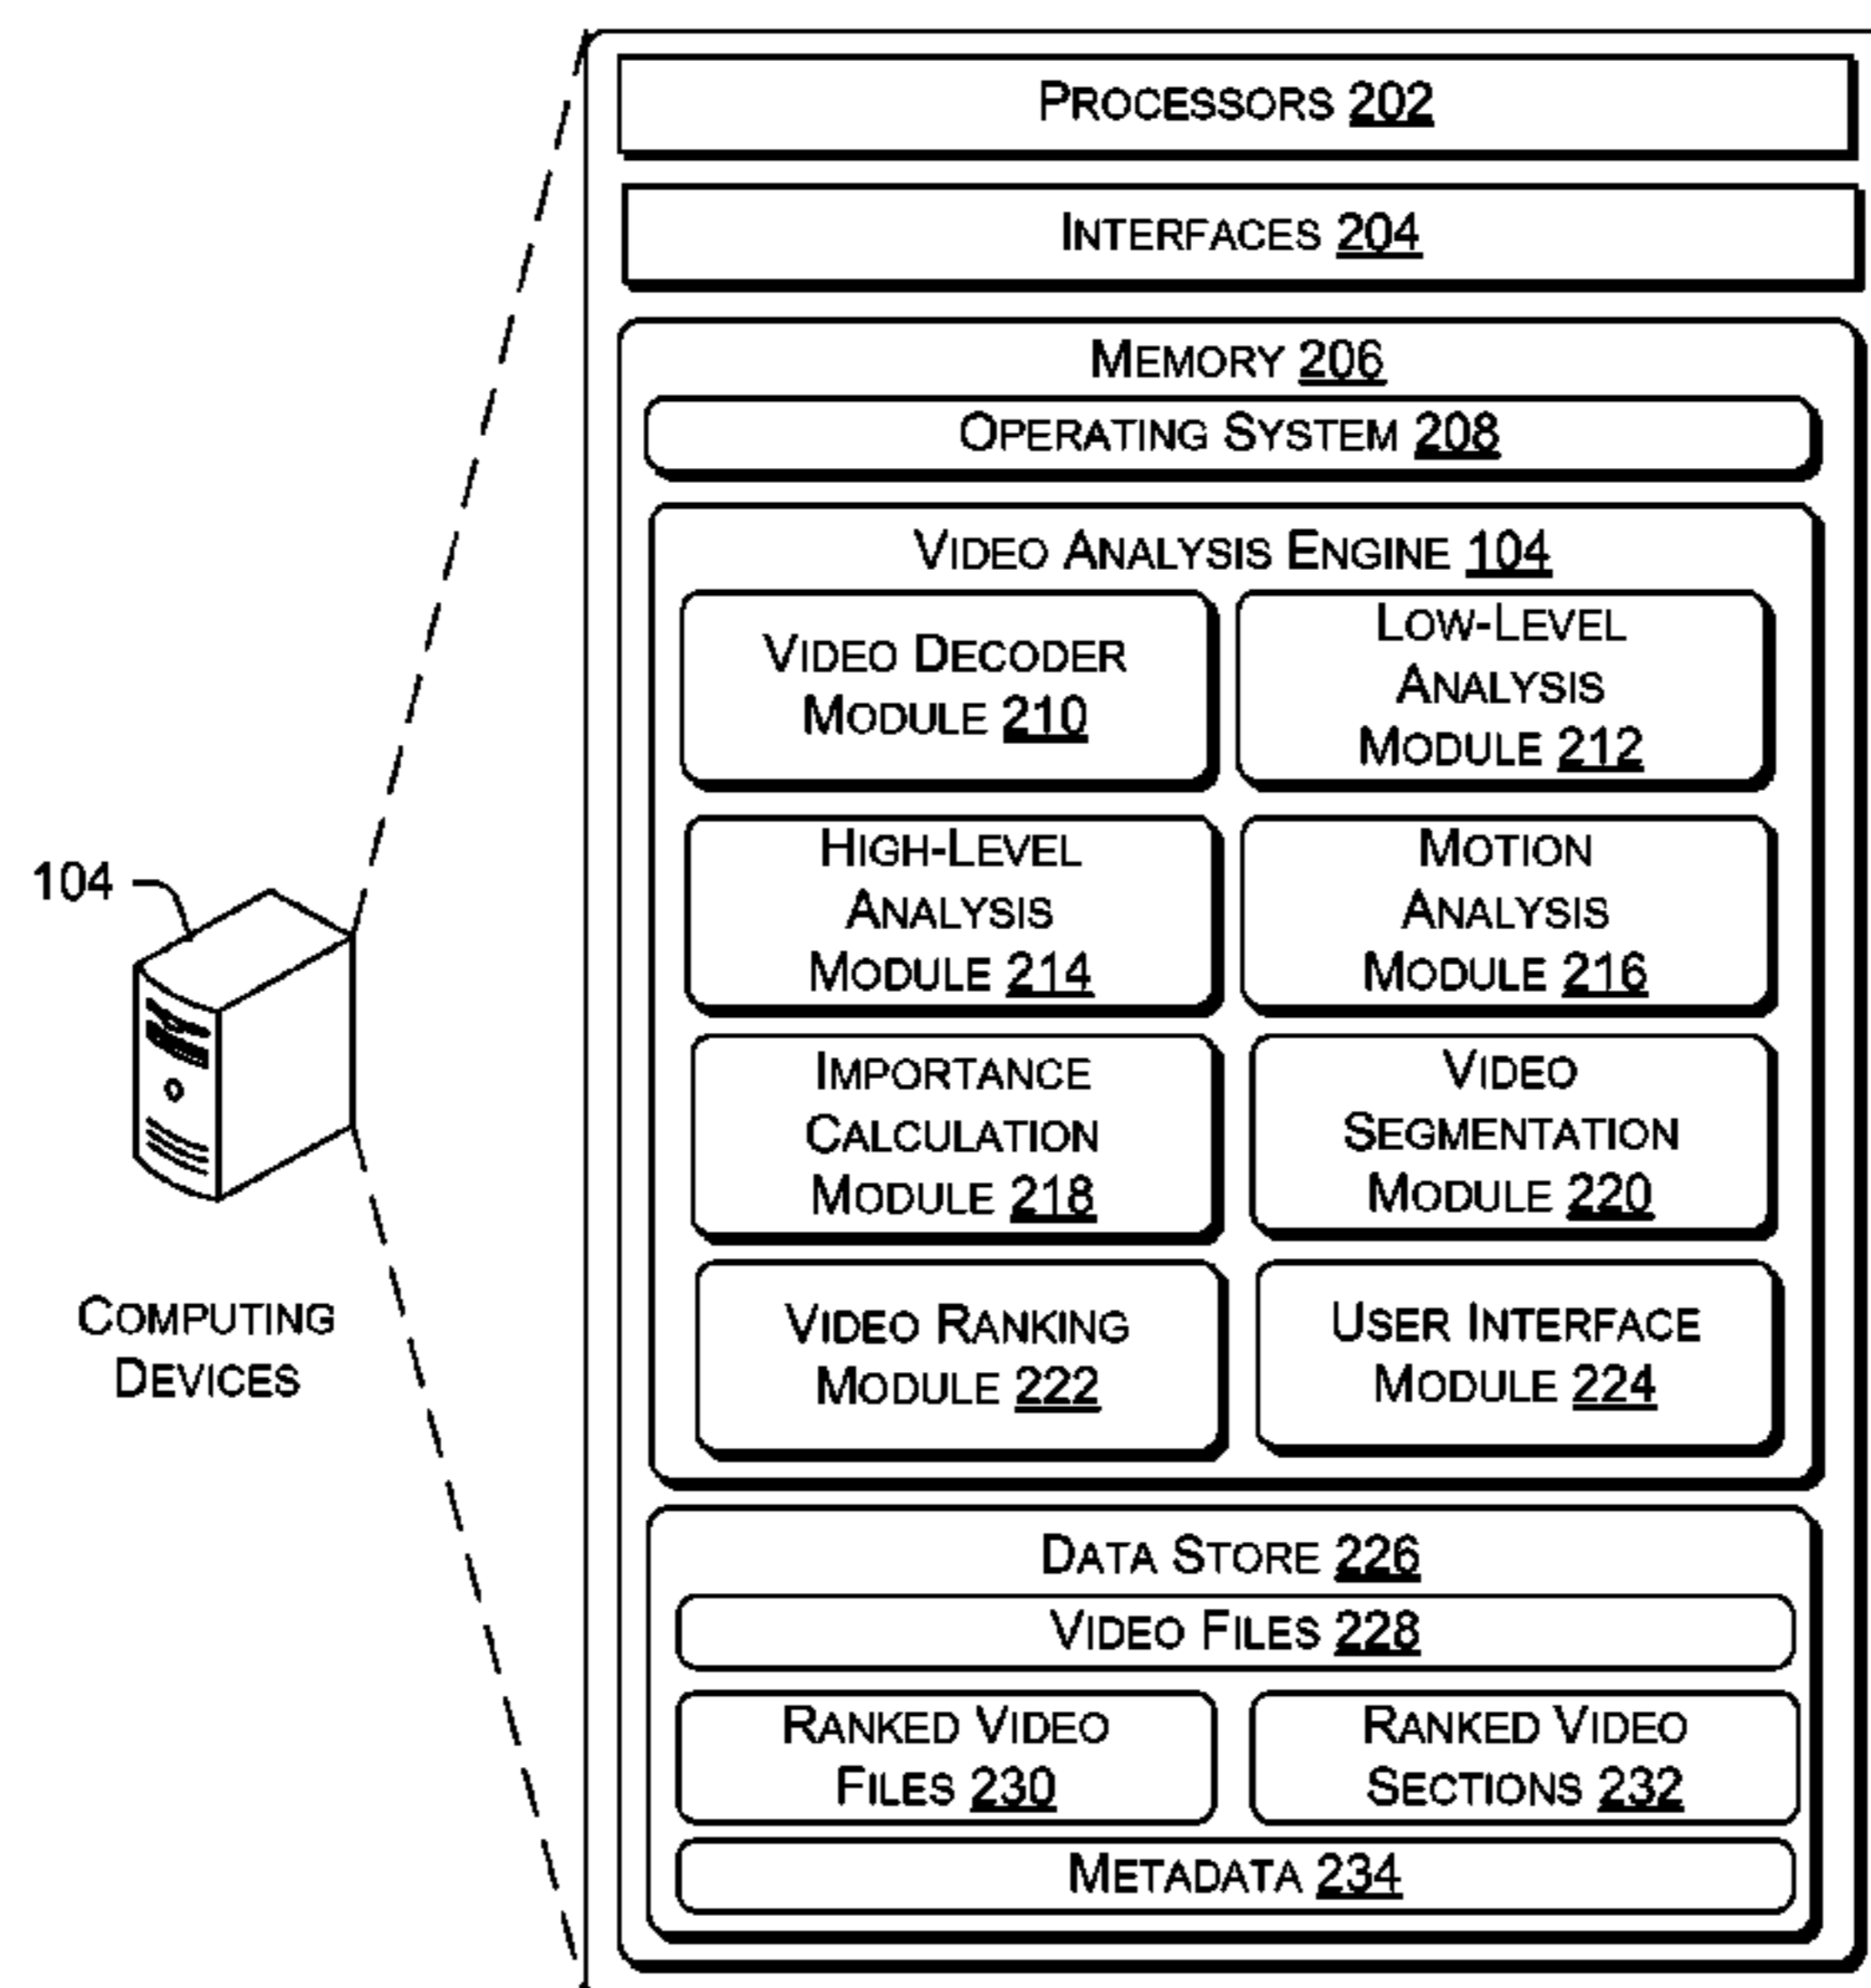 PROCESSORS 202
INTERFACES 204
MEMORY 206
OPERATING SYSTEM 208
VIDEO ANALYSIS ENGINE 104
VIDEO DECODER
MODULE 210
LOW-LEVEL
ANALYSIS
MODULE 212
HIGH-LEVEL
ANALYSIS
MODULE 214
MOTION
ANALYSIS
MODULE 216
IMPORTANCE
CALCULATION
MODULE 218
VIDEO
SEGMENTATION
MODULE 220
VIDEO RANKING
MODULE 222
USER INTERFACE
MODULE 224
DATA STORE 226
VIDEO FILES 228
RANKED VIDEO
FILES 230
RANKED VIDEO
SECTIONS 232
METADATA 234
104
COMPUTING
DEVICES